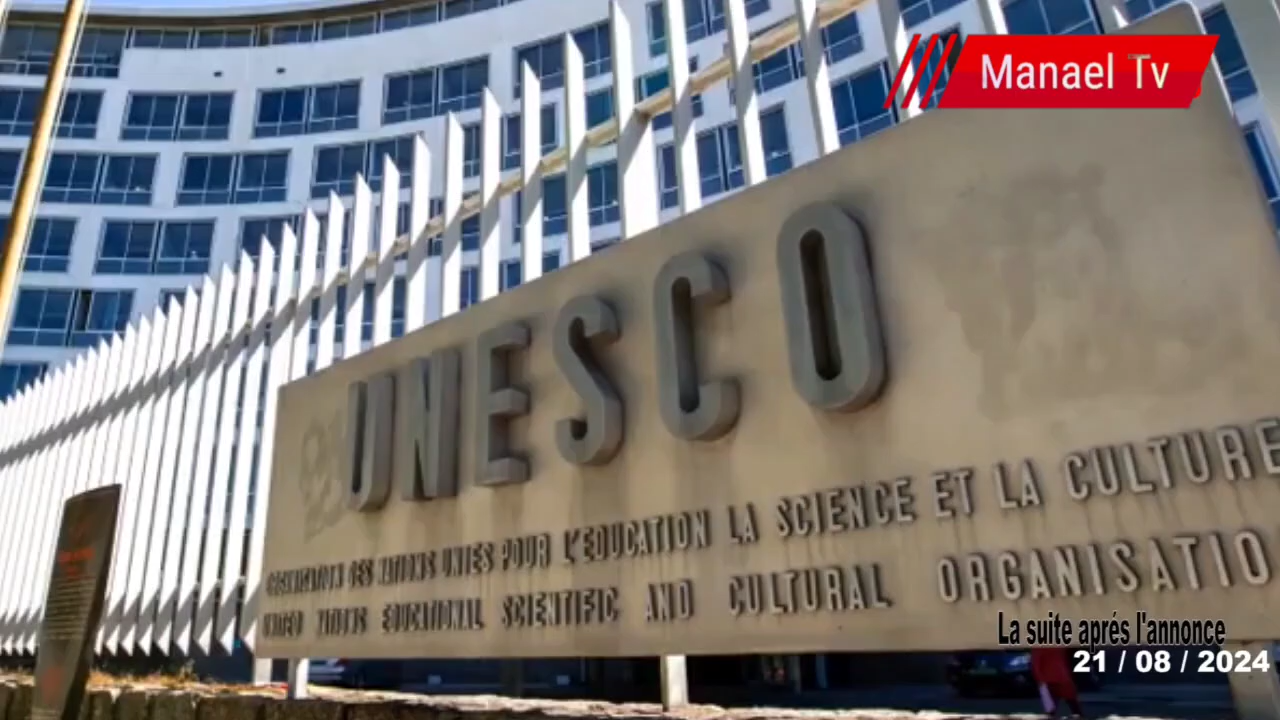 Manael Tv
UNESCO
ORGANISATION DES NATIONS UNIES POUR L'EDUCATION LA SCIENCE ET LA CULTURE
UNITED NATIONS EDUCATIONAL SCIENTIFIC AND CULTURAL ORGANISATIO
La suite aprés l'annonce
21 / 08 / 2024